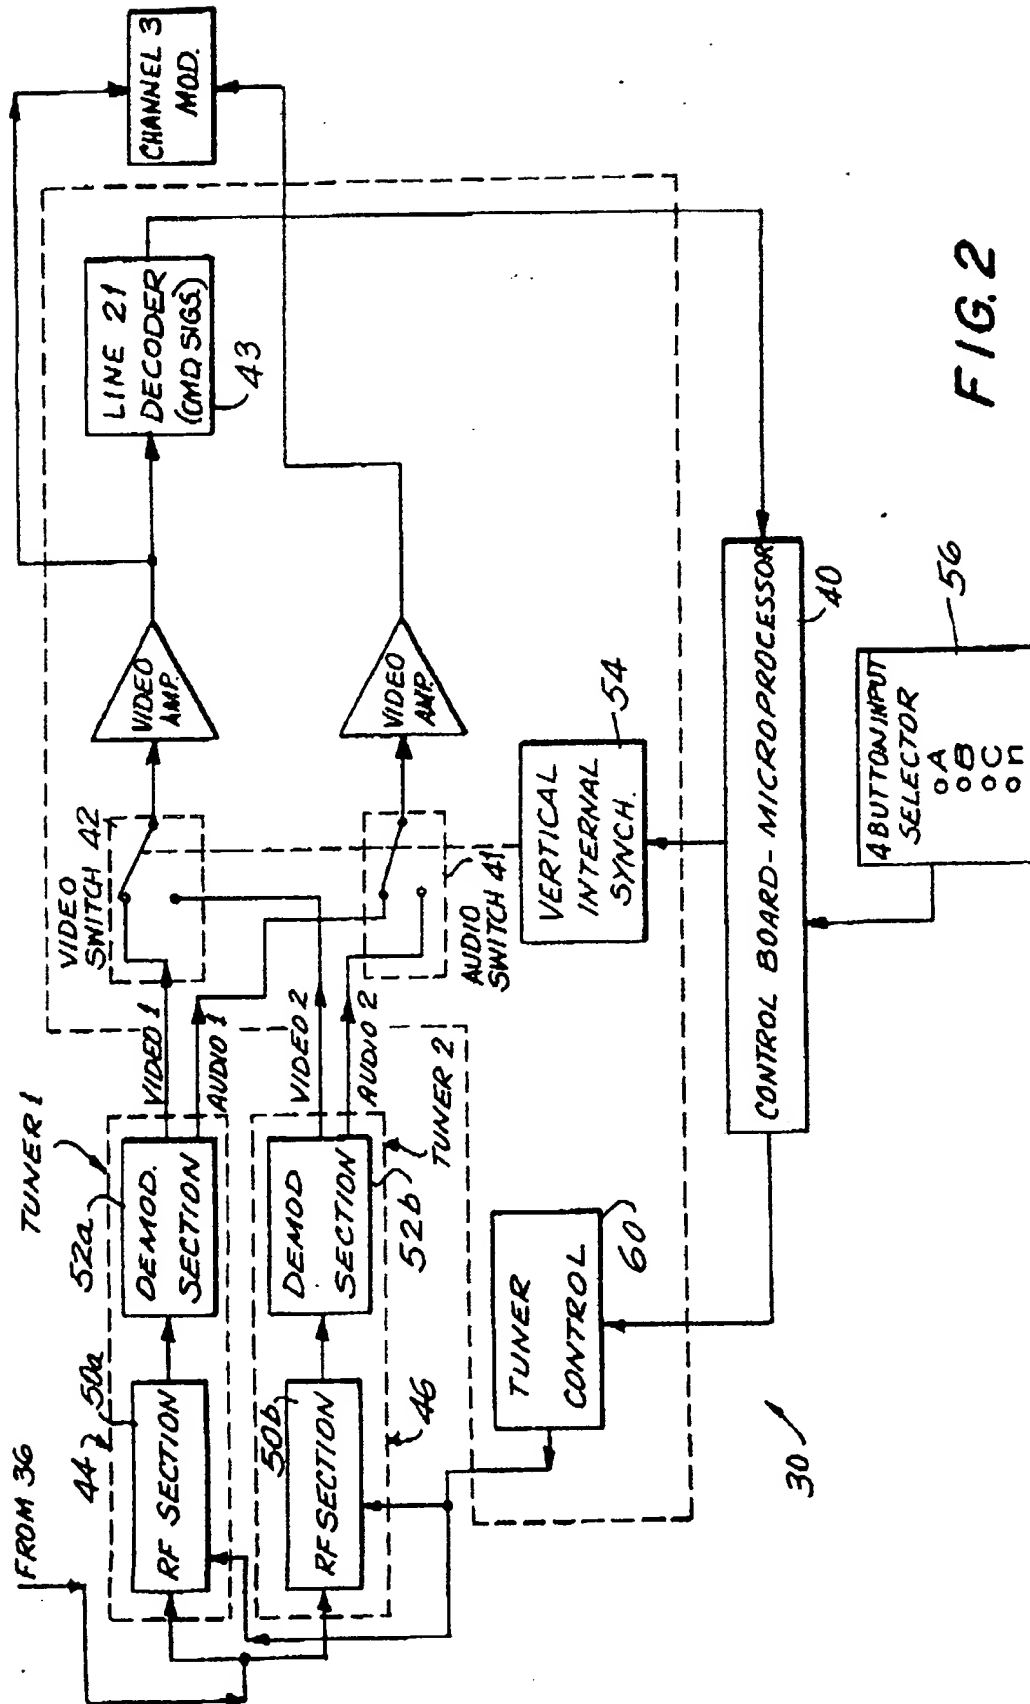 FROM 36
44
50a
RF SECTION
TUNER 1
52a
DEMOD.
SECTION
VIDEO 1
AUDIO 1
50b
RF SECTION
46
DEMOD
SECTION
52b
TUNER 2
VIDEO 2
AUDIO 2
VIDEO
SWITCH 42
AUDIO
SWITCH 41
VIDEO
AMP.
VIDEO
AMP.
LINE 21
DECODER
(CMD SIGS.)
43
CHANNEL 3
MOD.
TUNER
CONTROL
60
VERTICAL
INTERNAL
SYNCH.
54
CONTROL BOARD-MICROPROCESSOR
40
4 BUTTON INPUT
SELECTOR
A
B
C
n
56
30
FIG. 2